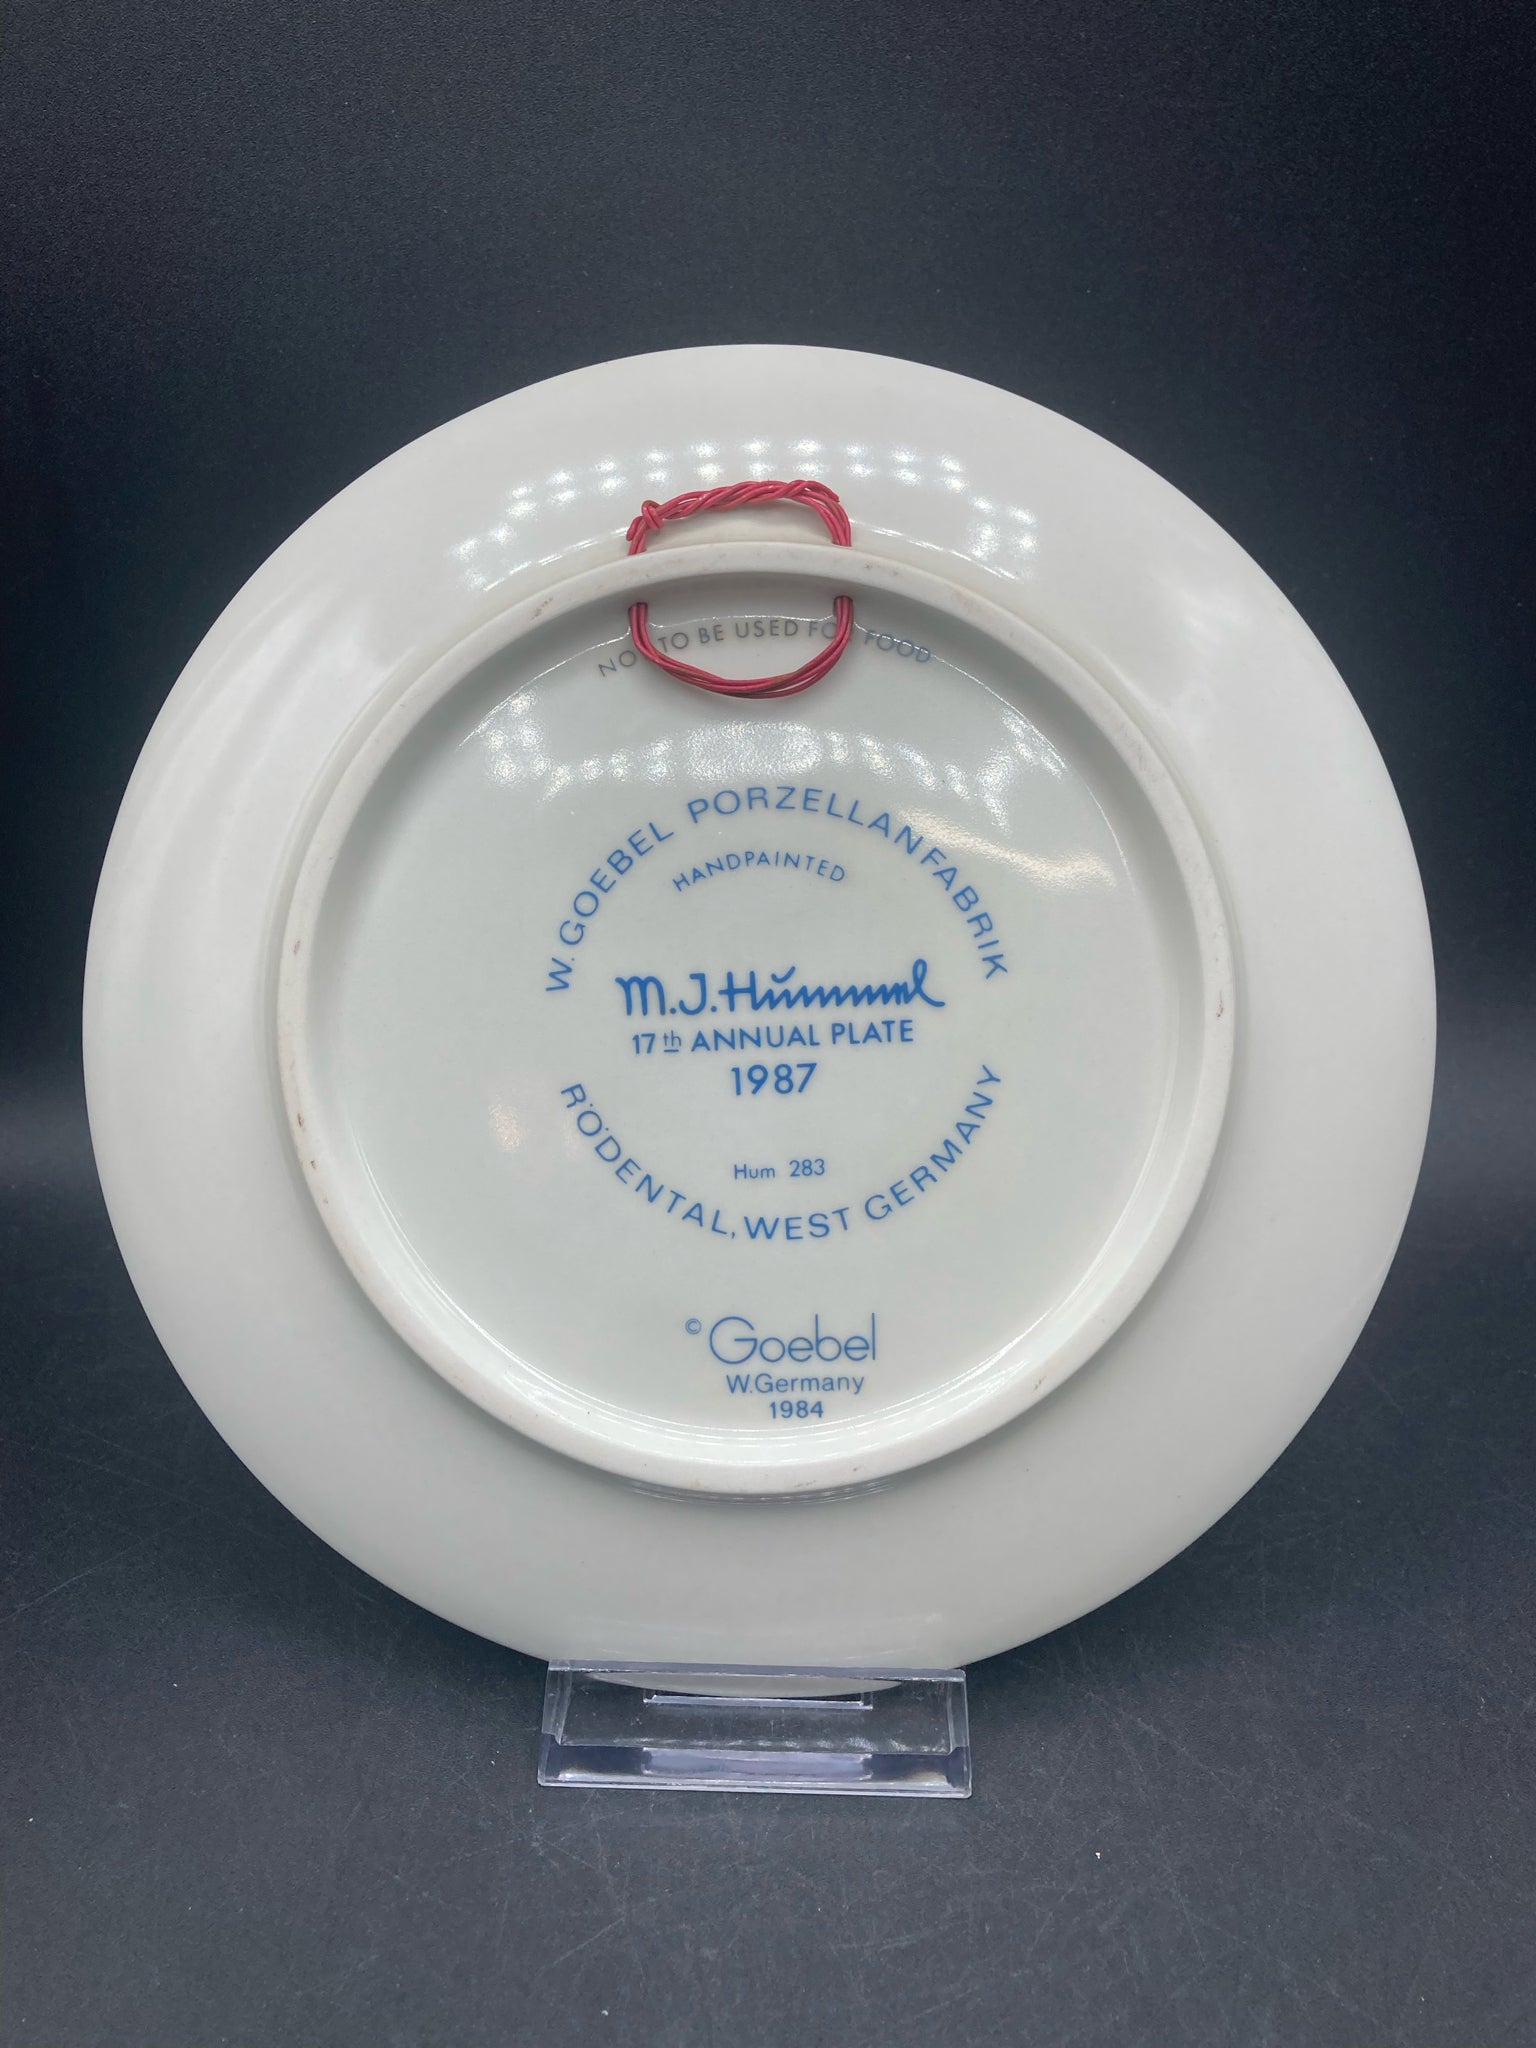 NOT TO BE USED FOR FOOD
W. GOEBEL PORZELLANFABRIK
HANDPAINTED
M.J.Hummel
17th ANNUAL PLATE
1987
Hum 283
RÖDENTAL, WEST GERMANY
© Goebel
W.Germany
1984